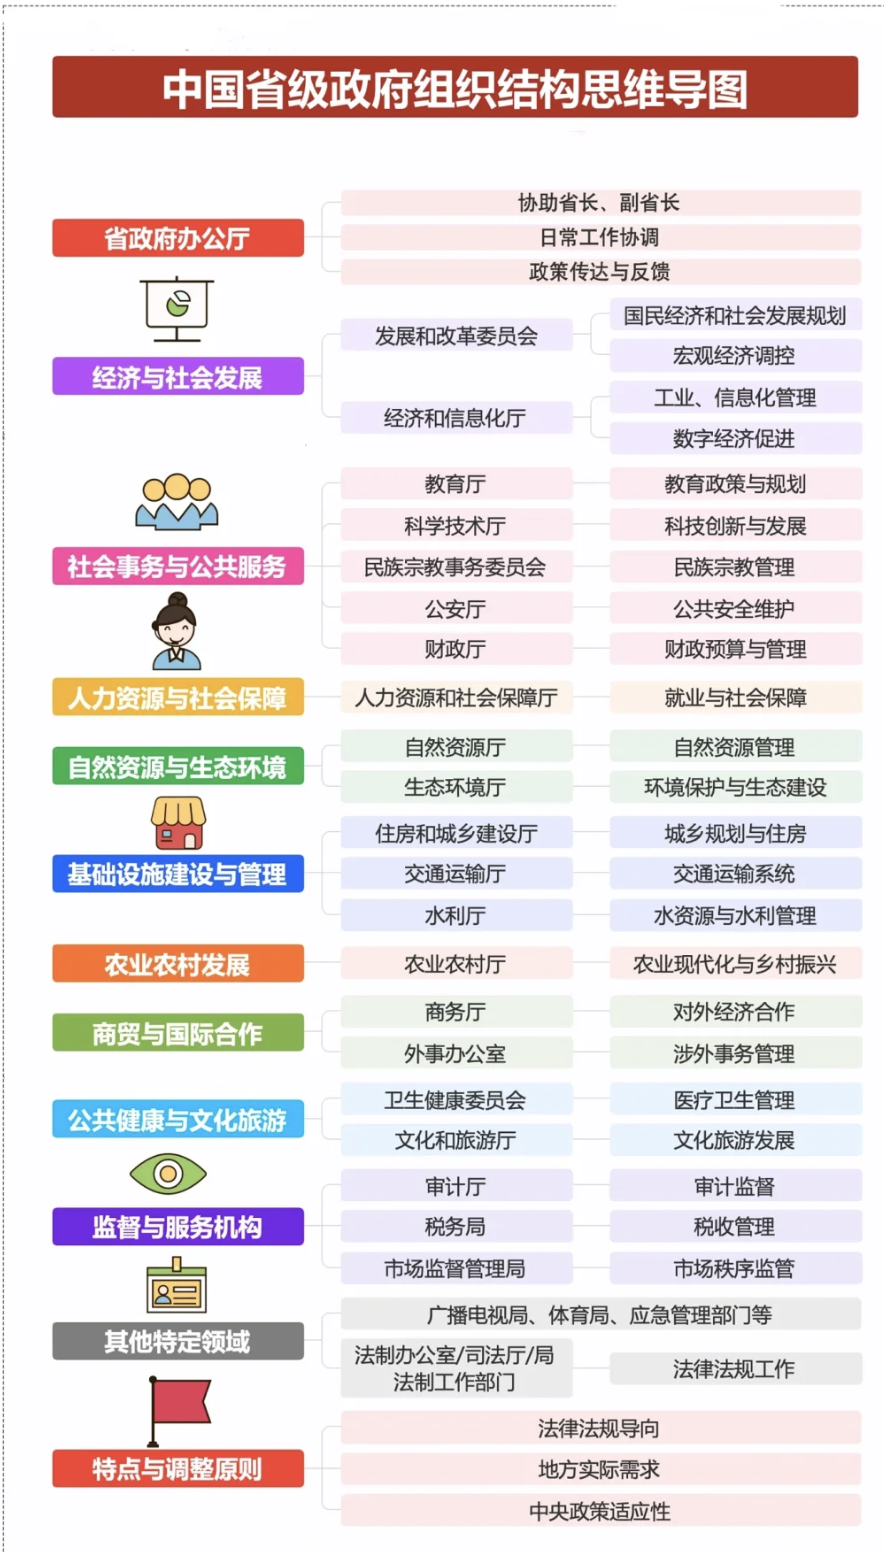 中国省级政府组织结构思维导图
省政府办公厅
协助省长、副省长
日常工作协调
政策传达与反馈
经济与社会发展
发展和改革委员会
国民经济和社会发展规划
宏观经济调控
经济和信息化厅
工业、信息化管理
数字经济促进
社会事务与公共服务
教育厅
教育政策与规划
科学技术厅
科技创新与发展
民族宗教事务委员会
民族宗教管理
公安厅
公共安全维护
财政厅
财政预算与管理
人力资源与社会保障
人力资源和社会保障厅
就业与社会保障
自然资源与生态环境
自然资源厅
自然资源管理
生态环境厅
环境保护与生态建设
基础设施建设与管理
住房和城乡建设厅
城乡规划与住房
交通运输厅
交通运输系统
水利厅
水资源与水利管理
农业农村发展
农业农村厅
农业现代化与乡村振兴
商贸与国际合作
商务厅
对外经济合作
外事办公室
涉外事务管理
公共健康与文化旅游
卫生健康委员会
医疗卫生管理
文化和旅游厅
文化旅游发展
监督与服务机构
审计厅
审计监督
税务局
税收管理
市场监督管理局
市场秩序监管
其他特定领域
广播电视局、体育局、应急管理部门等
法制办公室/司法厅/局
法制工作部门
法律法规工作
特点与调整原则
法律法规导向
地方实际需求
中央政策适应性